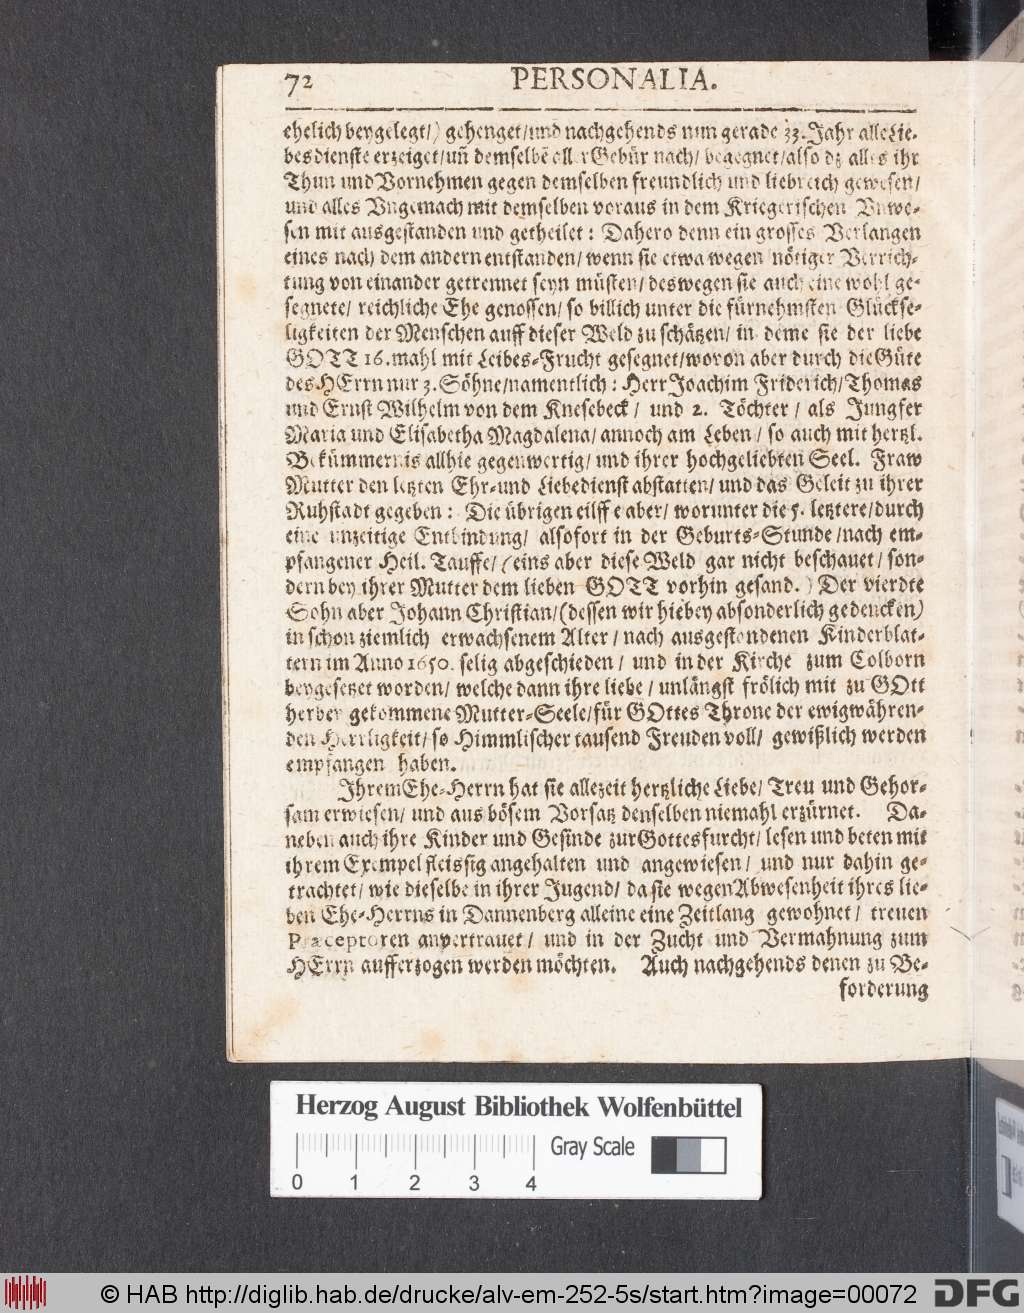 72 PERSONALIA.
ehelich beygelegt/) gehenget/und nachgehends nun gerade 33. Jahr alle Lie-
besdienste erzeiget/uñ demselbẽ aller Gebür nach/ begegnet/also dz alles ihr
Thun und Vornehmen gegen demselben freundlich und liebreich gewesen/
und alles Vngemach mit demselben voraus in dem Kriegerischen Vnwe-
sen mit ausgestanden und getheilet: Dahero denn ein grosses Verlangen
eines nach dem andern entstanden/ wenn sie etwa wegen nötiger Verrich-
tung von einander getrennet seyn müsten/ deswegen sie auch eine wohl ge-
segnete/ reichliche Ehe genossen/ so billich unter die fürnehmsten Glückse-
ligkeiten der Menschen auff dieser Weld zu schätzen/ in deme sie der liebe
GOTT 16. mahl mit Leibes-Frucht gesegnet/woron aber durch die Güte
des HErrn nur 3. Söhne/namentlich: Herr Joachim Friderich/Thomas
und Ernst Wilhelm von dem Knesebeck/ und 2. Töchter/ als Jungfer
Maria und Elisabetha Magdalena/ annoch am Leben/ so auch mit hertzl.
Bekümmernis allhie gegenwertig/ und ihrer hochgeliebten Seel. Fraw
Mutter den letzten Ehr-und Liebedienst abstatten/ und das Geleit zu ihrer
Ruhstadt gegeben: Die übrigen eilffe aber/ worunter die 5. letztere/durch
eine unzeitige Entbindung/ alsofort in der Geburts-Stunde/nach em-
pfangener Heil. Tauffe/ (eins aber diese Weld gar nicht beschauet/ son-
dern bey ihrer Mutter dem lieben GOTT vorhin gesand.) Der vierdte
Sohn aber Johann Christian/(dessen wir hiebey absonderlich gedencken)
in schon ziemlich erwachsenem Alter/ nach ausgestandenen Kinderblat-
tern im Anno 1650. selig abgeschieden/ und in der Kirche zum Colborn
beygesetzet worden/ welche dann ihre liebe/ unlängst frölich mit zu GOtt
herbey gekommene Mutter-Seele/für GOttes Throne der ewigwähren-
den Herrligkeit/ so Himmlischer tausend Freuden voll/ gewißlich werden
empfangen haben.
Ihrem Ehe-Herrn hat sie allezeit hertzliche Liebe/ Treu und Gehor-
sam erwiesen/ und aus bösem Vorsatz denselben niemahl erzürnet. Da-
neben auch ihre Kinder und Gesinde zur Gottesfurcht/ lesen und beten mit
ihrem Exempel fleissig angehalten und angewiesen/ und nur dahin ge-
trachtet/ wie dieselbe in ihrer Jugend/ da sie wegen Abwesenheit ihres lie-
ben Ehe-Herrns in Dannenberg alleine eine Zeitlang gewohnet/ treuen
Præceptoren anvertrauet/ und in der Zucht und Vermahnung zum
HErrn aufferzogen werden möchten. Auch nachgehends denen zu Be-
forderung
Herzog August Bibliothek Wolfenbüttel
Gray Scale
0 1 2 3 4
© HAB http://diglib.hab.de/drucke/alv-em-252-5s/start.htm?image=00072
DFG